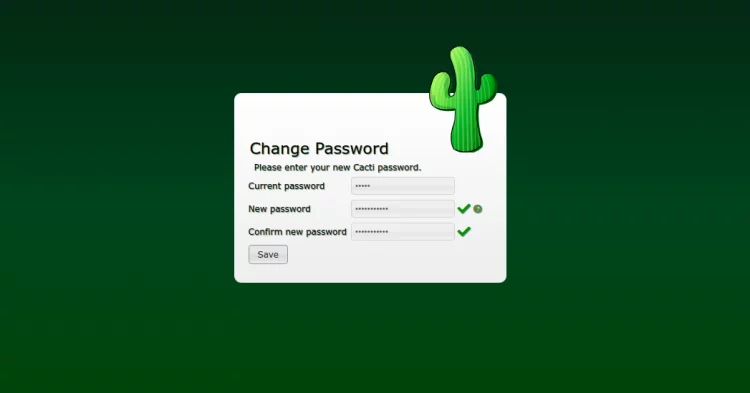 Change Password
Please enter your new Cacti password.
Current password •••••
New password •••••••••••
Confirm new password •••••••••••
Save